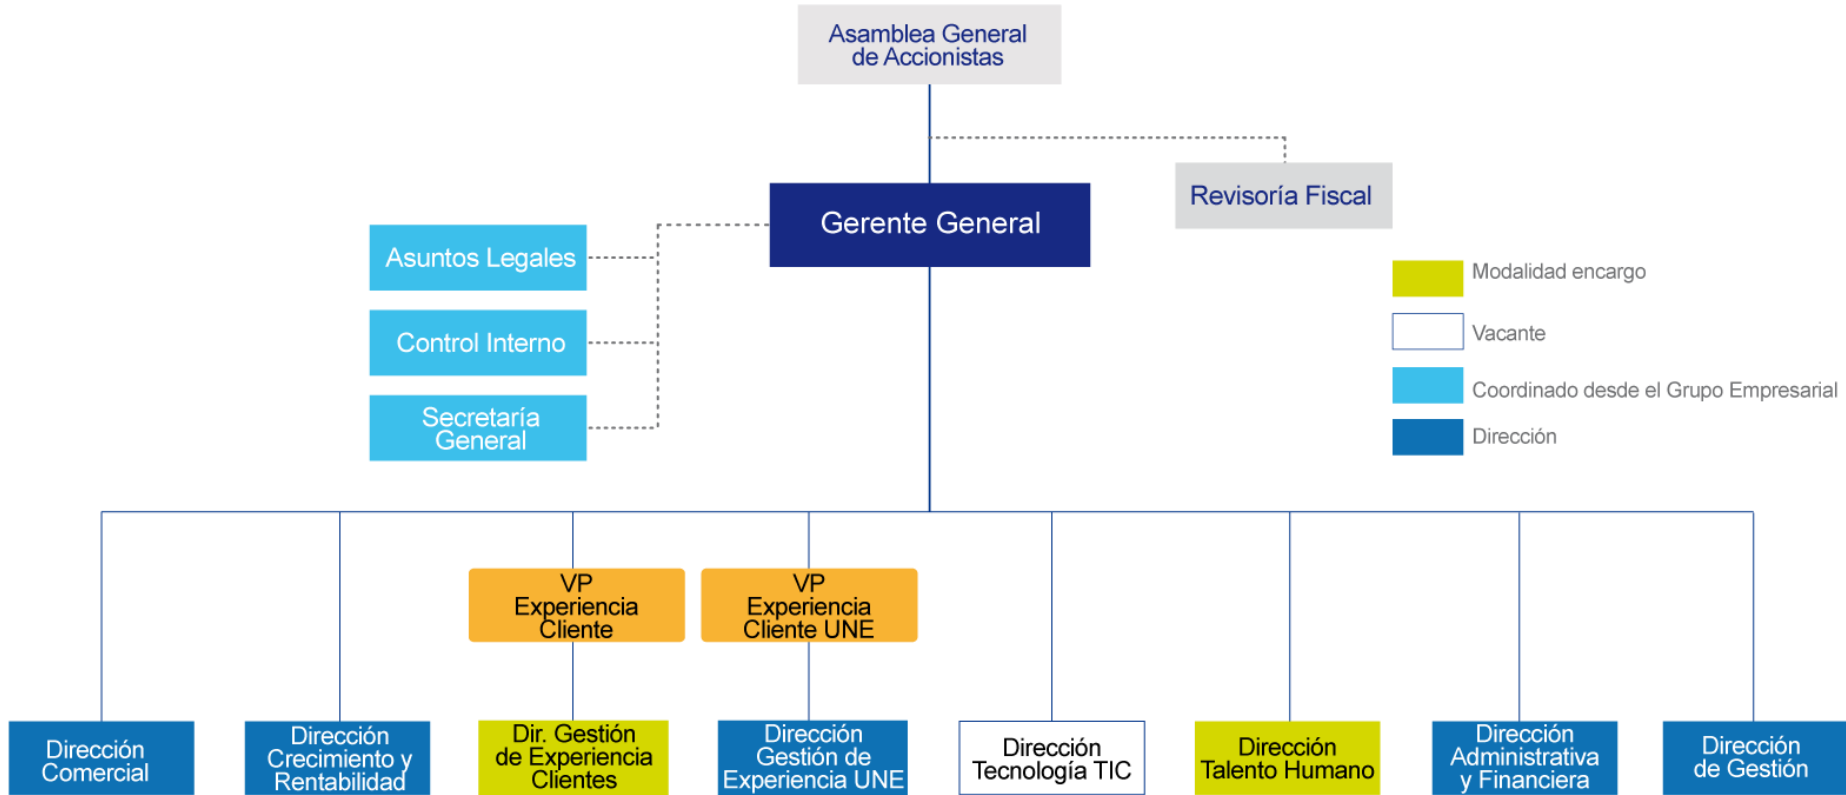 Asamblea General
de Accionistas
Revisoría Fiscal
Gerente General
Asuntos Legales
Control Interno
Secretaría
General
Modalidad encargo
Vacante
Coordinado desde el Grupo Empresarial
Dirección
VP
Experiencia
Cliente
VP
Experiencia
Cliente UNE
Dirección
Comercial
Dirección
Crecimiento y
Rentabilidad
Dir. Gestión
de Experiencia
Clientes
Dirección
Gestión de
Experiencia UNE
Dirección
Tecnología TIC
Dirección
Talento Humano
Dirección
Administrativa
y Financiera
Dirección
de Gestión